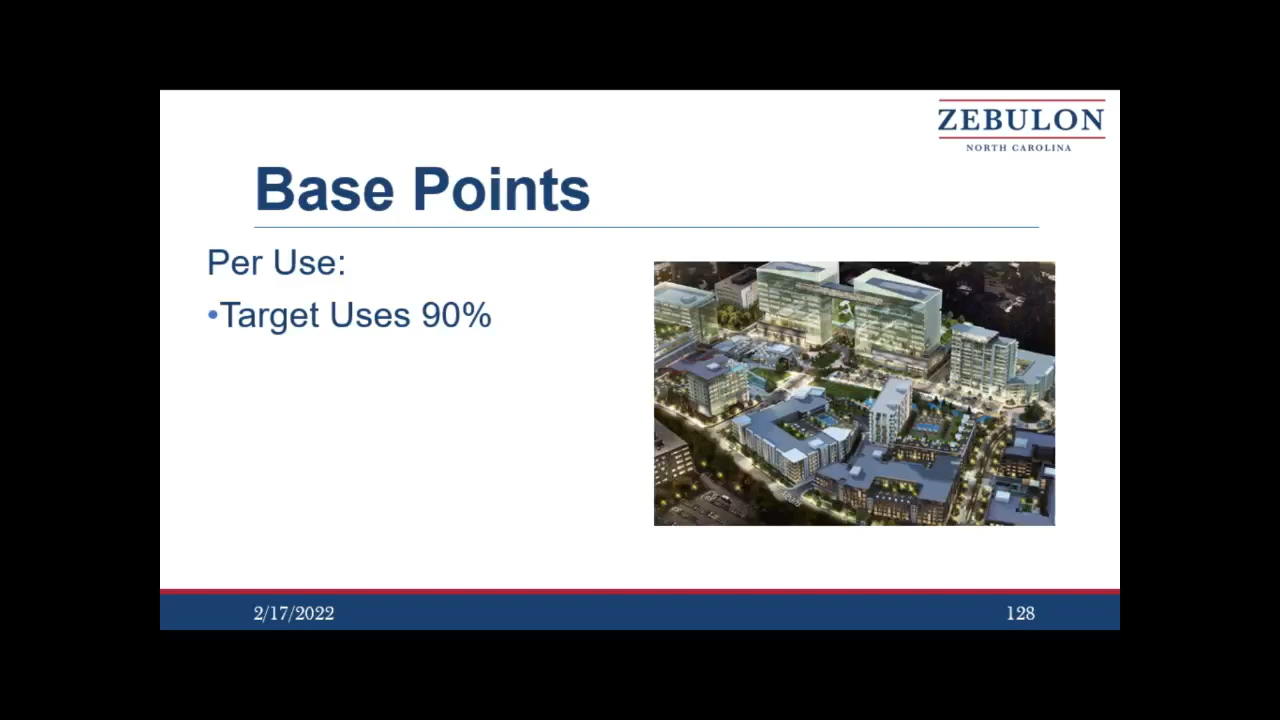 ZEBULON
NORTH CAROLINA
Base Points
Per Use:
•Target Uses 90%
2/17/2022
128